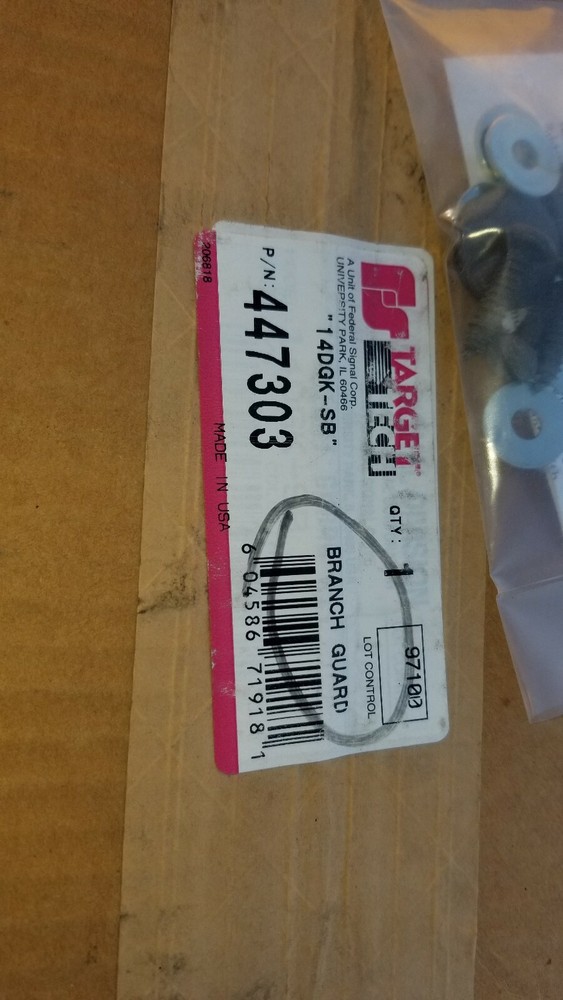 TARGET
TECH
A Unit of Federal Signal Corp.
UNIVERSITY PARK, IL 60466
"14DGK-SB"
P/N: 447303
QTY: 1
97100
LOT CONTROL
BRANCH GUARD
6 04586 71918 1
206818
MADE IN USA